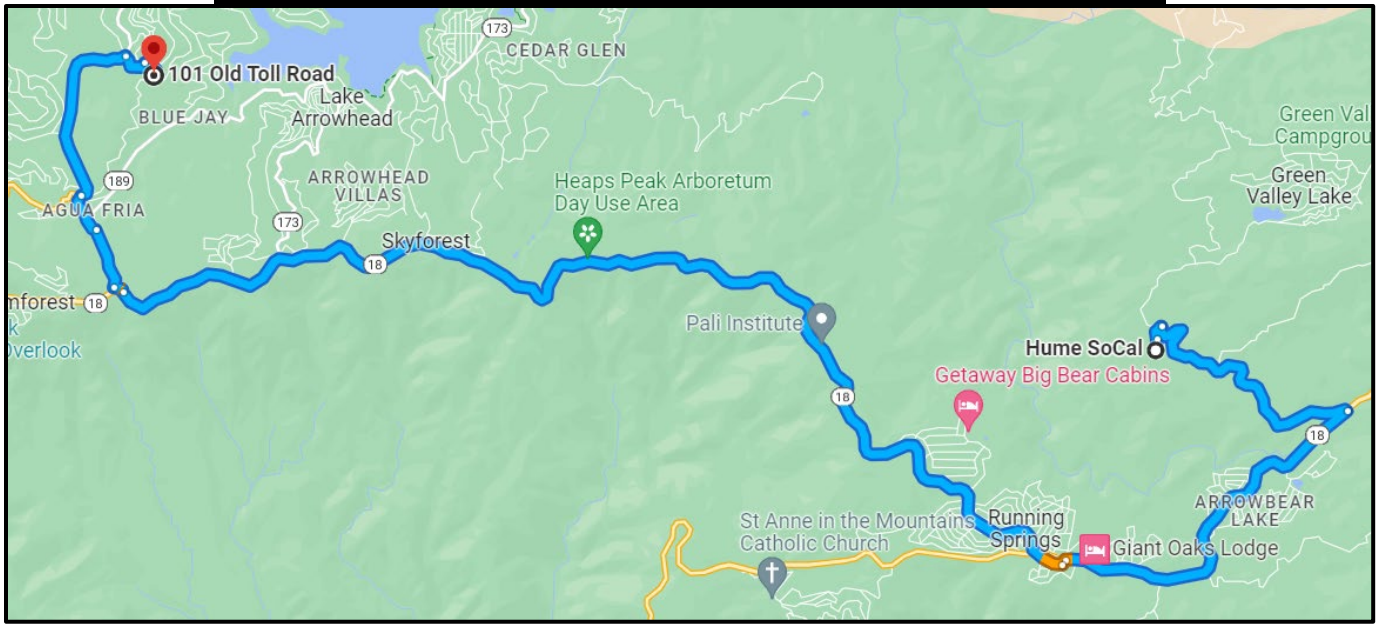 173
CEDAR GLEN
101 Old Toll Road
Lake
Arrowhead
BLUE JAY
Green Val
Campgrou
189
ARROWHEAD
VILLAS
Heaps Peak Arboretum
Day Use Area
Green
Valley Lake
AGUA FRIA
173
Skyforest
18
mforest
18
k
Overlook
Pali Institute
Hume SoCal
Getaway Big Bear Cabins
18
18
ARROWBEAR
LAKE
St Anne in the Mountains
Catholic Church
Running
Springs
Giant Oaks Lodge